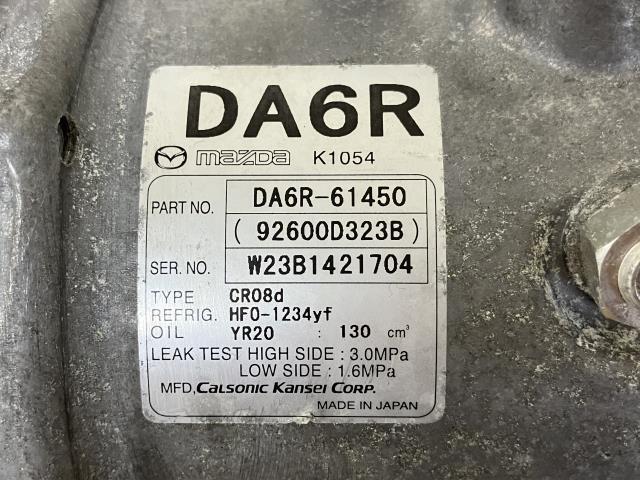 DA6R
mazda K1054
PART NO. DA6R-61450
( 92600D323B )
SER. NO. W23B1421704
TYPE CR08d
REFRIG. HFO-1234yf
OIL YR20 : 130 cm³
LEAK TEST HIGH SIDE : 3.0MPa
LOW SIDE : 1.6MPa
MFD, CALSONIC KANSEI CORP.
MADE IN JAPAN